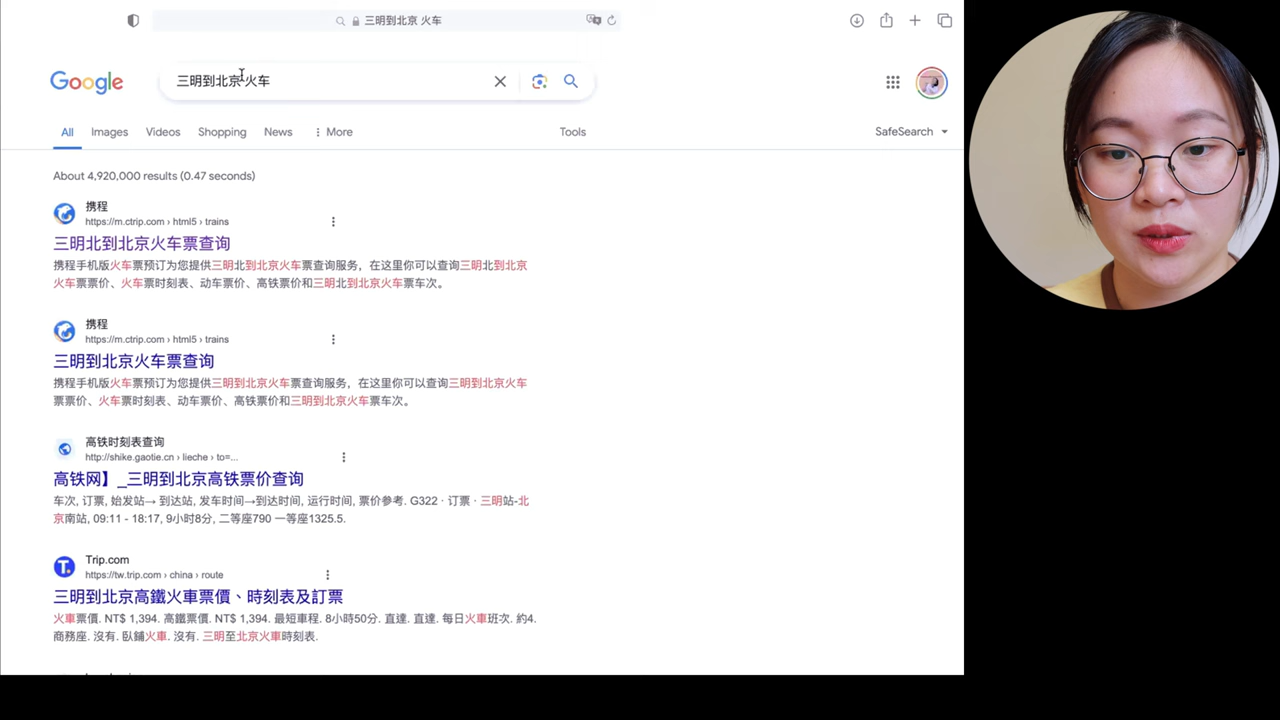 三明到北京 火车
Google
三明到北京 火车
All Images Videos Shopping News More Tools SafeSearch
About 4,920,000 results (0.47 seconds)
携程
https://m.ctrip.com › html5 › trains
三明北到北京火车票查询
携程手机版火车票预订为您提供三明北到北京火车票查询服务，在这里你可以查询三明北到北京
火车票票价、火车票时刻表、动车票价、高铁票价和三明北到北京火车票车次。
携程
https://m.ctrip.com › html5 › trains
三明到北京火车票查询
携程手机版火车票预订为您提供三明到北京火车票查询服务，在这里你可以查询三明到北京火车
票票价、火车票时刻表、动车票价、高铁票价和三明到北京火车票车次。
高铁时刻表查询
http://shike.gaotie.cn › lieche › to=...
高铁网】_三明到北京高铁票价查询
车次, 订票, 始发站→ 到达站, 发车时间→到达时间, 运行时间, 票价参考. G322 · 订票 · 三明站-北
京南站, 09:11 - 18:17, 9小时8分, 二等座790 一等座1325.5.
Trip.com
https://tw.trip.com › china › route
三明到北京高鐵火車票價、時刻表及訂票
火車票價. NT$ 1,394. 高鐵票價. NT$ 1,394. 最短車程. 8小時50分. 直達. 直達. 每日火車班次. 約4.
商務座. 沒有. 臥鋪火車. 沒有. 三明至北京火車時刻表.